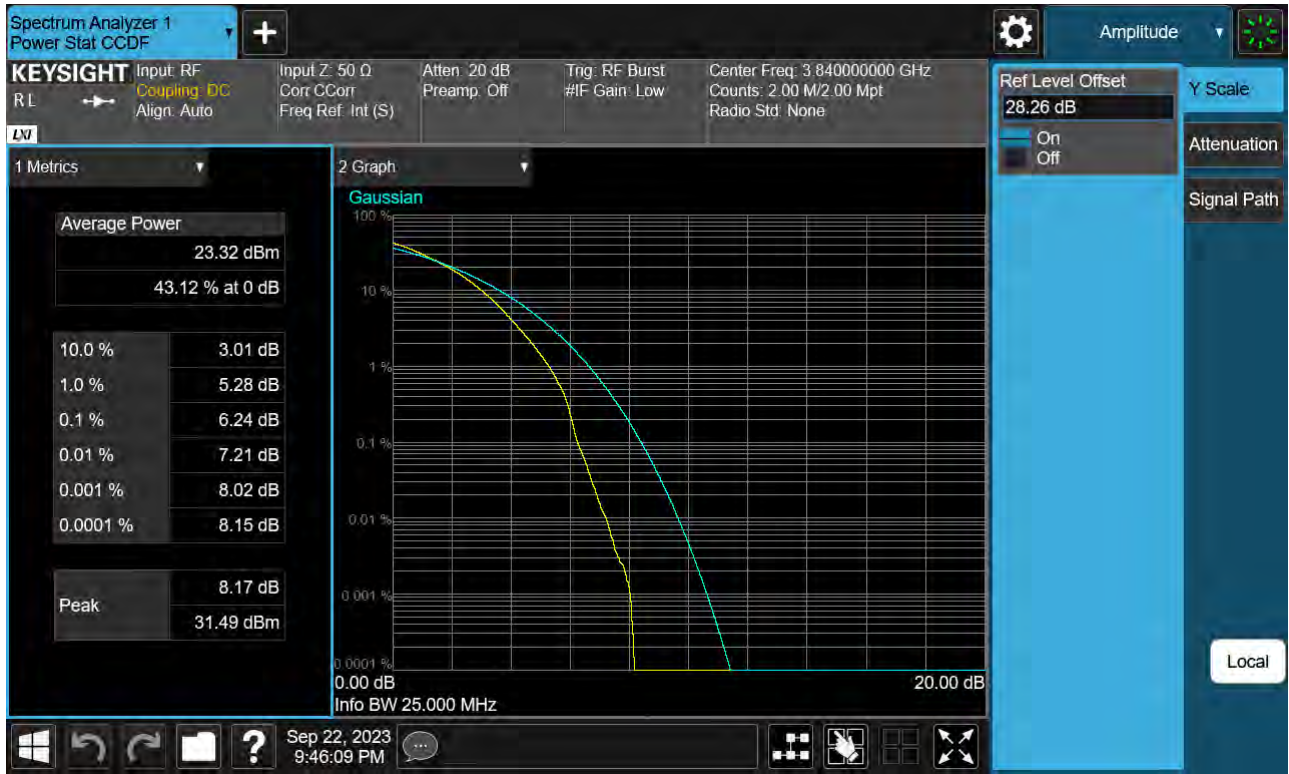 Spectrum Analyzer 1
Power Stat CCDF
+
Amplitude
KEYSIGHT
RL
LXI
Input: RF
Coupling: DC
Align: Auto
Input Z: 50 Ω
Corr CCorr
Freq Ref: Int (S)
Atten: 20 dB
Preamp: Off
Trig: RF Burst
#IF Gain: Low
Center Freq: 3.840000000 GHz
Counts: 2.00 M/2.00 Mpt
Radio Std: None
Ref Level Offset
28.26 dB
On
Off
Y Scale
Attenuation
Signal Path
Local
1 Metrics
Average Power
23.32 dBm
43.12 % at 0 dB
10.0 % 3.01 dB
1.0 % 5.28 dB
0.1 % 6.24 dB
0.01 % 7.21 dB
0.001 % 8.02 dB
0.0001 % 8.15 dB
Peak
8.17 dB
31.49 dBm
2 Graph
Gaussian
100 %
10 %
1 %
0.1 %
0.01 %
0.001 %
0.0001 %
0.00 dB 20.00 dB
Info BW 25.000 MHz
?
Sep 22, 2023
9:46:09 PM